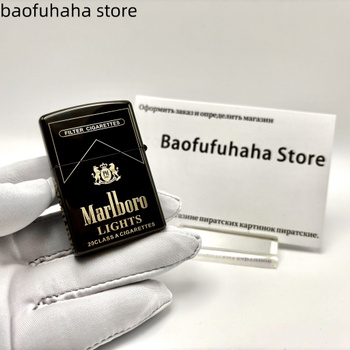 baofuhaha store
FILTER CIGARETTES
Marlboro
LIGHTS
20 CLASS A CIGARETTES
Оформить заказ и определить магазин
Baofufuhaha Store
пиратских картинок пиратские.